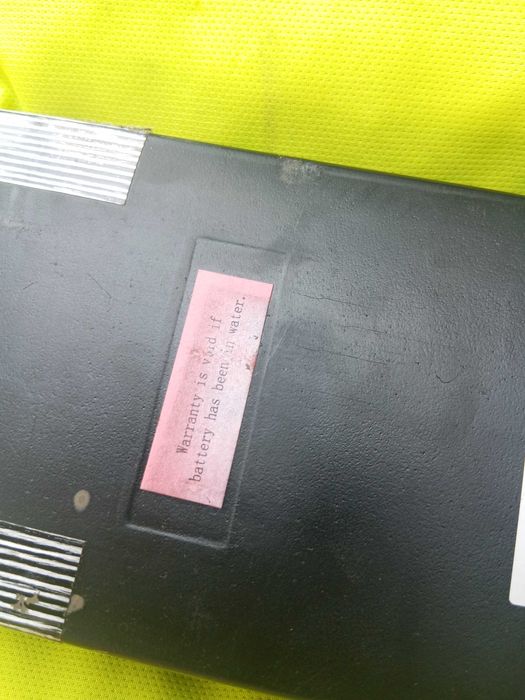 Warranty is void if
battery has been in water.